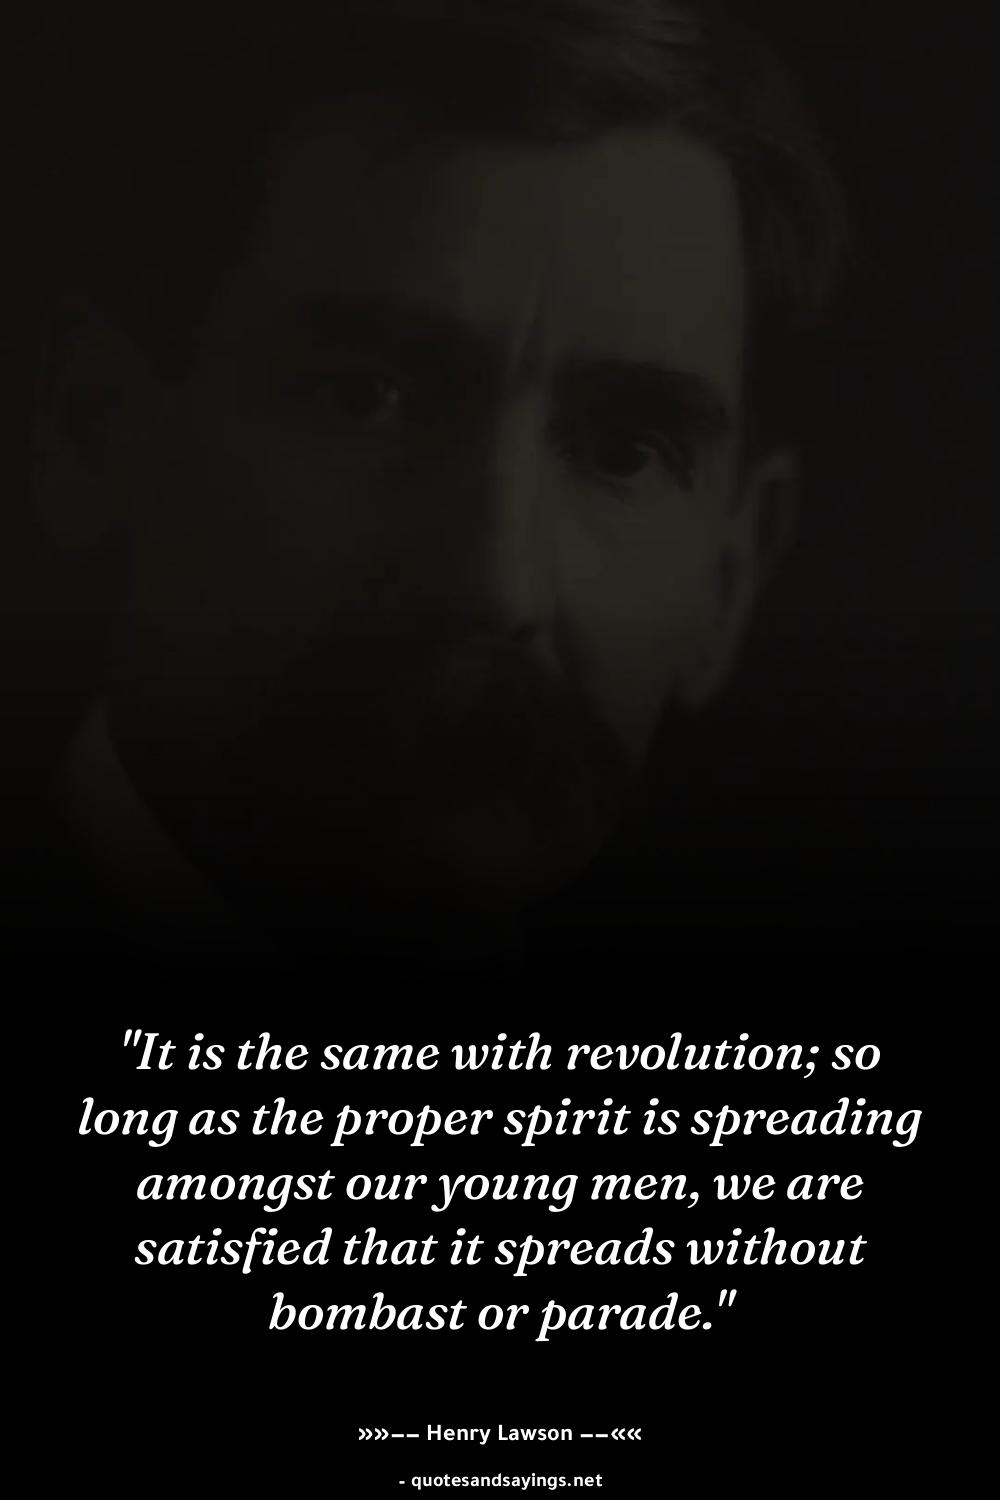 "It is the same with revolution; so
long as the proper spirit is spreading
amongst our young men, we are
satisfied that it spreads without
bombast or parade."
»»−− Henry Lawson −−««
- quotesandsayings.net